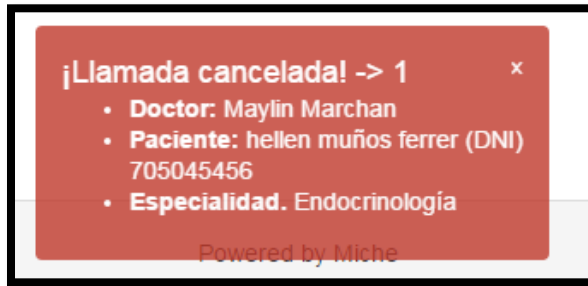 ¡Llamada cancelada! -> 1 x
• Doctor: Maylin Marchan
• Paciente: hellen muños ferrer (DNI)
705045456
• Especialidad. Endocrinología
Powered by Miche